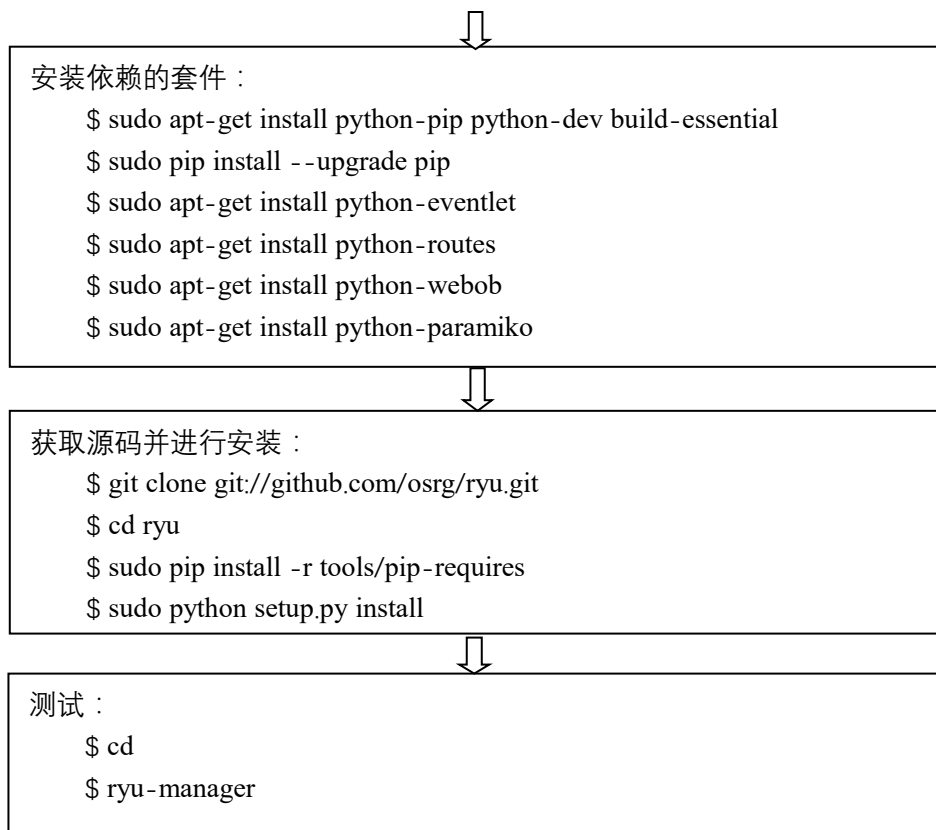 安装依赖的套件：
$ sudo apt-get install python-pip python-dev build-essential
$ sudo pip install --upgrade pip
$ sudo apt-get install python-eventlet
$ sudo apt-get install python-routes
$ sudo apt-get install python-webob
$ sudo apt-get install python-paramiko
获取源码并进行安装：
$ git clone git://github.com/osrg/ryu.git
$ cd ryu
$ sudo pip install -r tools/pip-requires
$ sudo python setup.py install
测试：
$ cd
$ ryu-manager